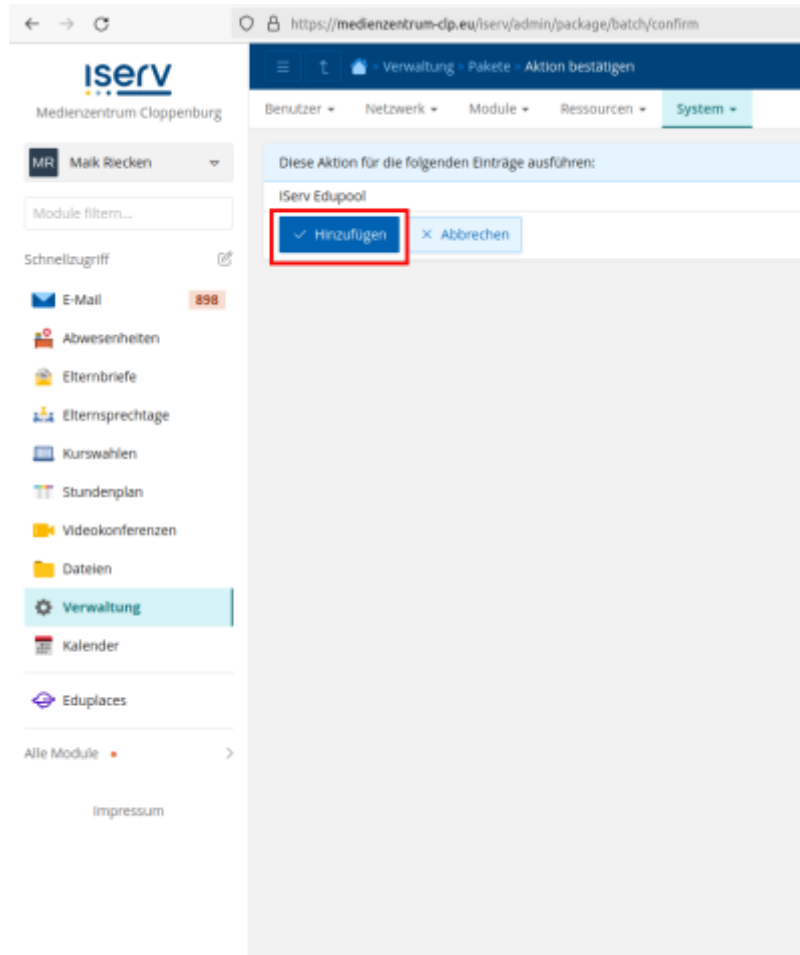 https://medienzentrum-clp.eu/iserv/admin/package/batch/confirm
IServ
Medienzentrum Cloppenburg
MR Maik Riecken
Module filtern...
Schnellzugriff
E-Mail 898
Abwesenheiten
Elternbriefe
Elternsprechtage
Kurswahlen
Stundenplan
Videokonferenzen
Dateien
Verwaltung
Kalender
Eduplaces
Alle Module
Impressum
Verwaltung Pakete Aktion bestätigen
Benutzer Netzwerk Module Ressourcen System
Diese Aktion für die folgenden Einträge ausführen:
IServ Edupool
Hinzufügen Abbrechen